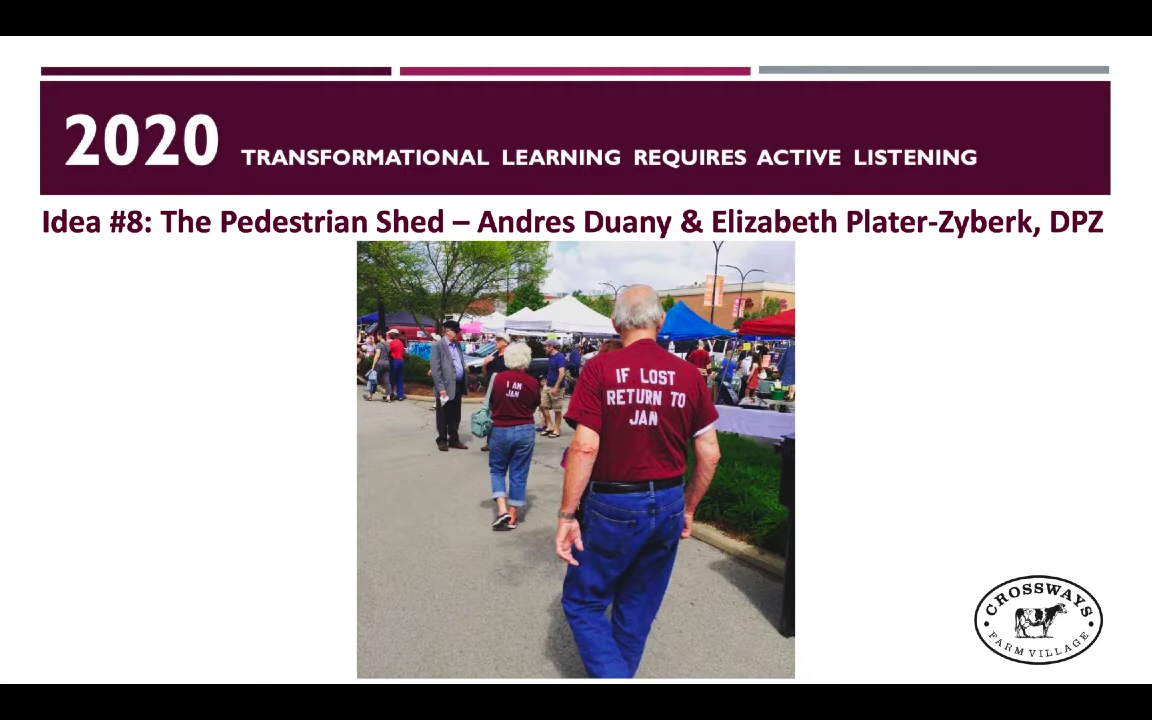 2020 TRANSFORMATIONAL LEARNING REQUIRES ACTIVE LISTENING
Idea #8: The Pedestrian Shed – Andres Duany & Elizabeth Plater-Zyberk, DPZ
I AM
JAN
IF LOST
RETURN TO
JAN
CROSSWAYS
FARM VILLAGE